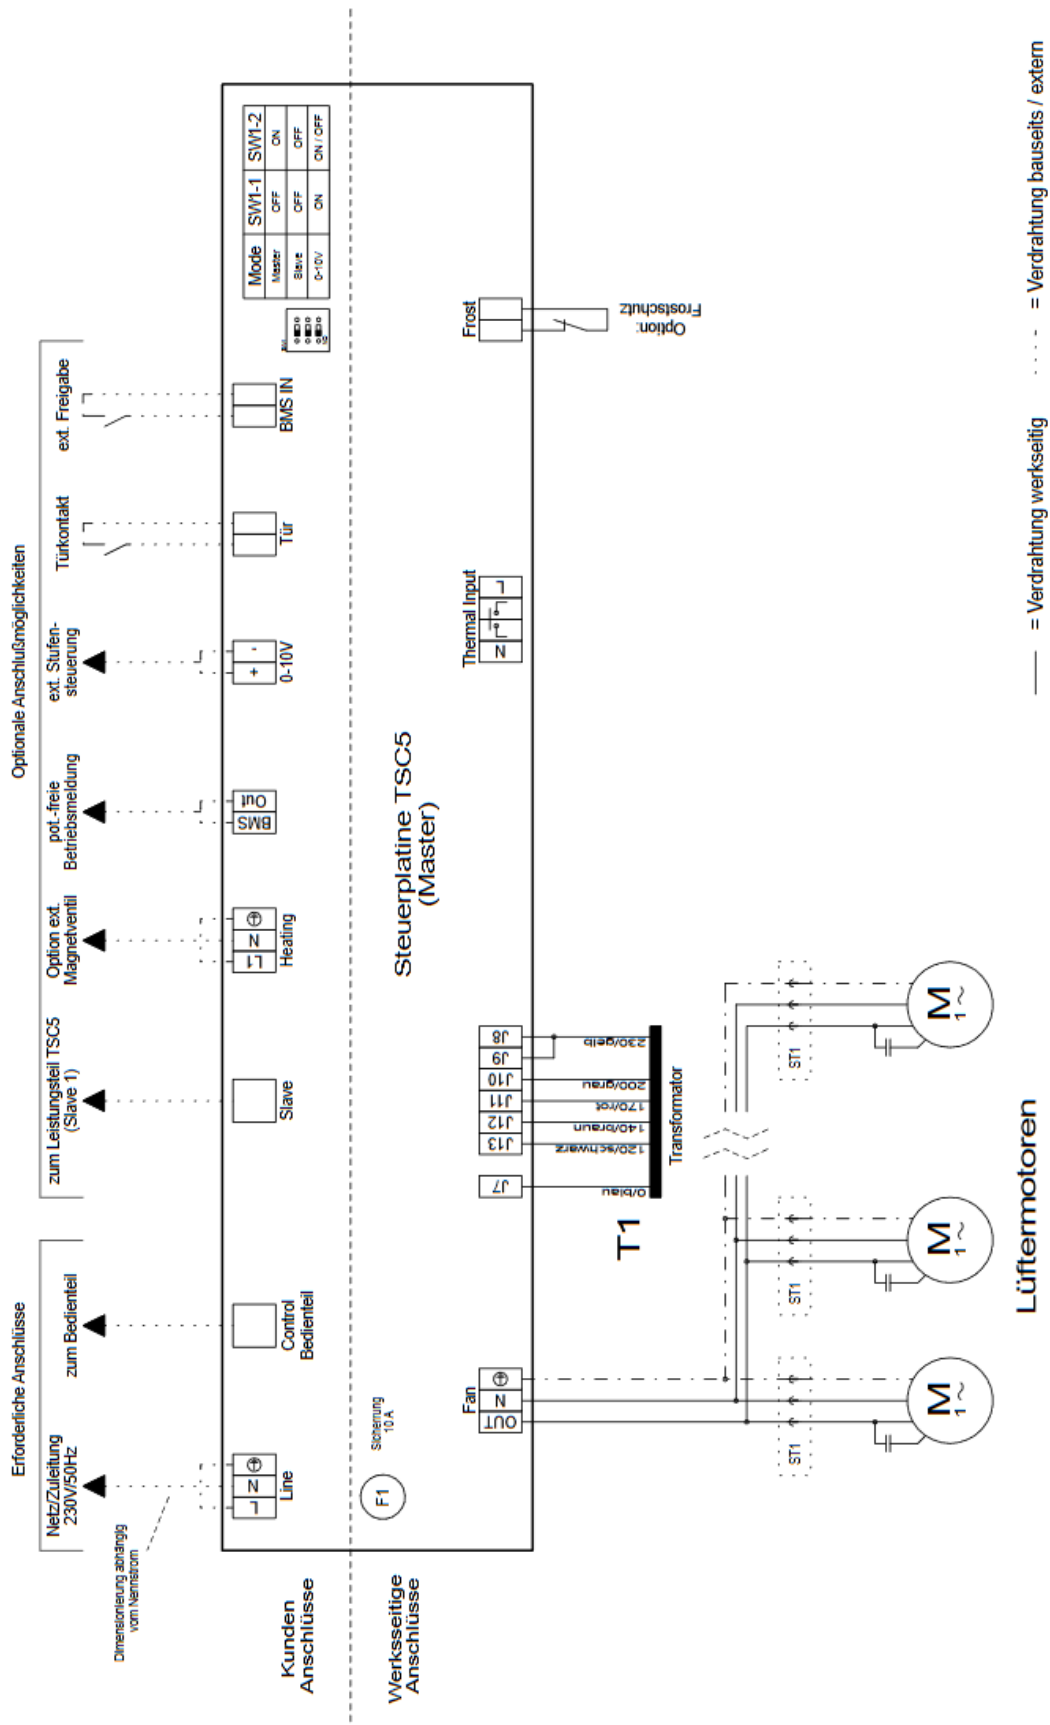 Erforderliche Anschlüsse
Optionale Anschlußmöglichkeiten
Netz/Zuleitung
230V/50Hz
zum Bedienteil
zum Leistungsteil TSC5
(Slave 1)
Option ext.
Magnetventil
pot.-freie
Betriebsmeldung
ext. Stufen-
steuerung
Türkontakt
ext. Freigabe
Dimensionierung abhängig
vom Nennstrom
Kunden
Anschlüsse
L N
Line
Control
Bedienteil
Slave
L1 N
Heating
BMS Out
+ -
0-10V
Tür
BMS IN
Mode SW1-1 SW1-2
Master OFF ON
Slave OFF OFF
0-10V ON ON / OFF
Werksseitige
Anschlüsse
F1
Sicherrung
10 A
Steuerplatine TSC5
(Master)
Fan
OUT N
J7 J13 J12 J11 J10 J9 J8
Thermal Input
N L
Frost
0/blau
120/schwarz
140/braun
170/rot
200/grau
230/gelb
T1
Transformator
Option:
Frostschutz
ST1
ST1
ST1
M
1~
M
1~
M
1~
Lüftermotoren
= Verdrahtung werkseitig
= Verdrahtung bauseits / extern